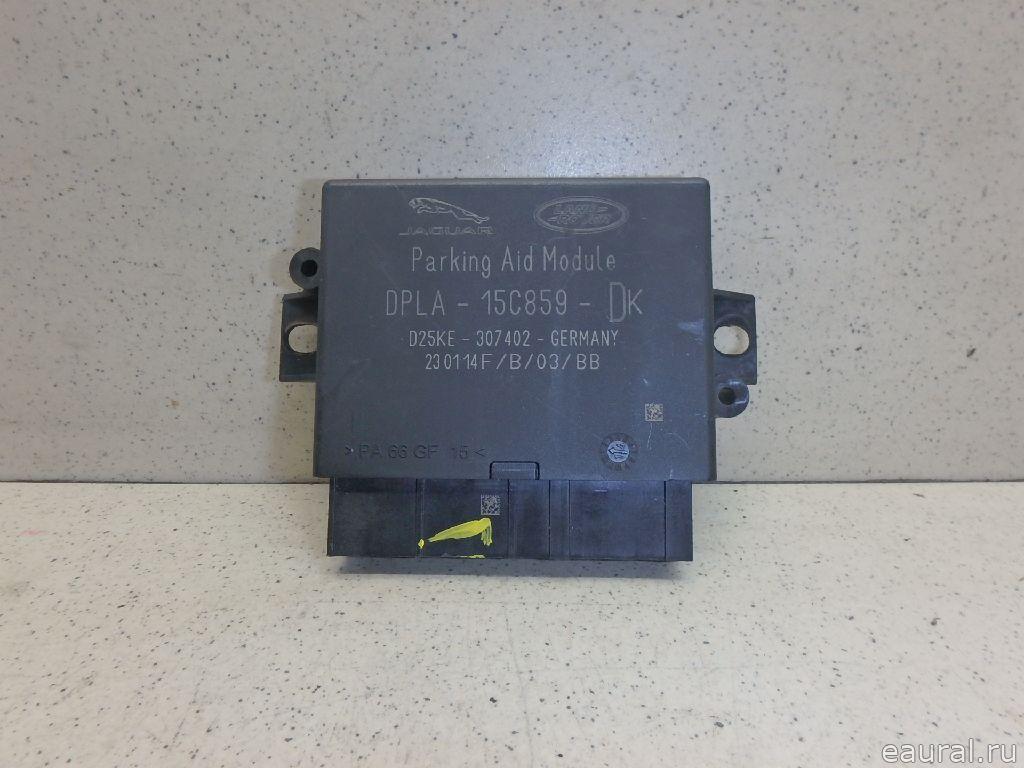 JAGUAR
LAND ROVER
Parking Aid Module
DPLA - 15C859 - DK
D25KE - 307402 - GERMANY
230114F/B/03/BB
>PA 66 GF 15<
eaural.ru